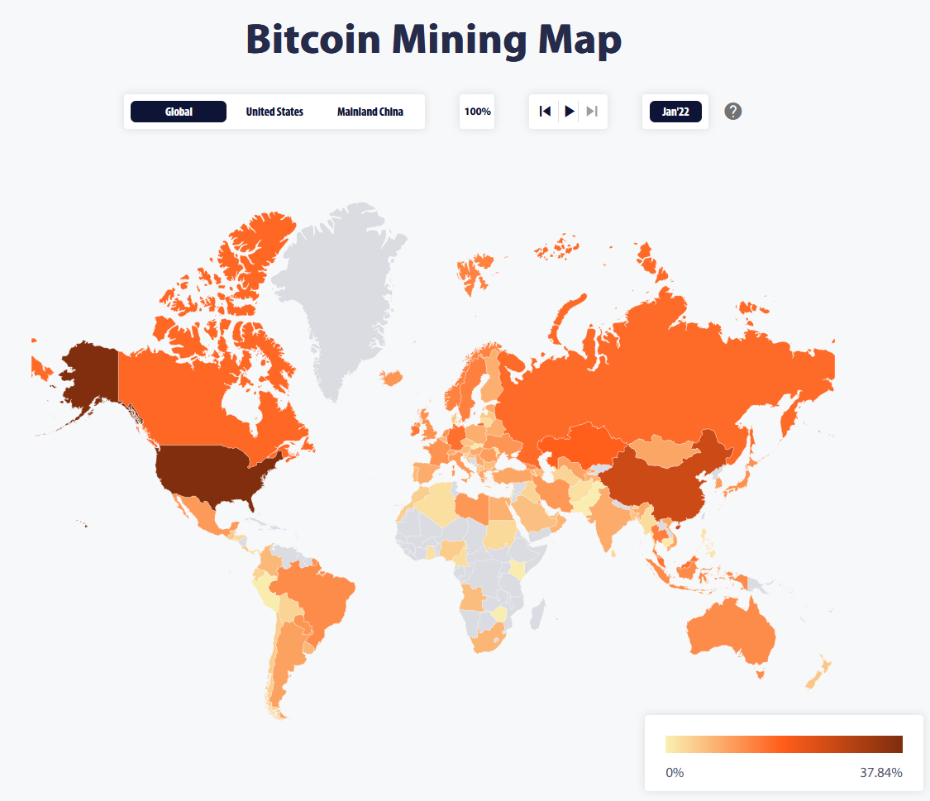 Bitcoin Mining Map
Global United States Mainland China 100% Jan'22 ?
0% 37.84%